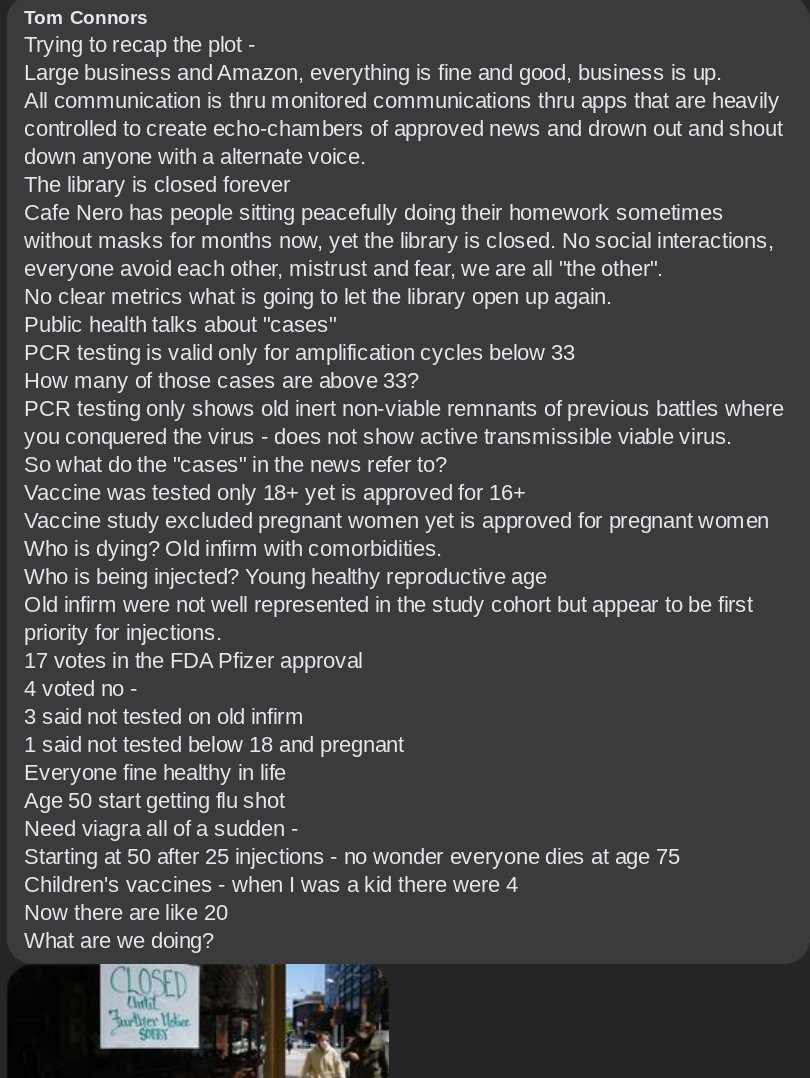 Tom Connors
Trying to recap the plot -
Large business and Amazon, everything is fine and good, business is up.
All communication is thru monitored communications thru apps that are heavily
controlled to create echo-chambers of approved news and drown out and shout
down anyone with a alternate voice.
The library is closed forever
Cafe Nero has people sitting peacefully doing their homework sometimes
without masks for months now, yet the library is closed. No social interactions,
everyone avoid each other, mistrust and fear, we are all "the other".
No clear metrics what is going to let the library open up again.
Public health talks about "cases"
PCR testing is valid only for amplification cycles below 33
How many of those cases are above 33?
PCR testing only shows old inert non-viable remnants of previous battles where
you conquered the virus - does not show active transmissible viable virus.
So what do the "cases" in the news refer to?
Vaccine was tested only 18+ yet is approved for 16+
Vaccine study excluded pregnant women yet is approved for pregnant women
Who is dying? Old infirm with comorbidities.
Who is being injected? Young healthy reproductive age
Old infirm were not well represented in the study cohort but appear to be first
priority for injections.
17 votes in the FDA Pfizer approval
4 voted no -
3 said not tested on old infirm
1 said not tested below 18 and pregnant
Everyone fine healthy in life
Age 50 start getting flu shot
Need viagra all of a sudden -
Starting at 50 after 25 injections - no wonder everyone dies at age 75
Children's vaccines - when I was a kid there were 4
Now there are like 20
What are we doing?
CLOSED
Until
Further Notice
SORRY